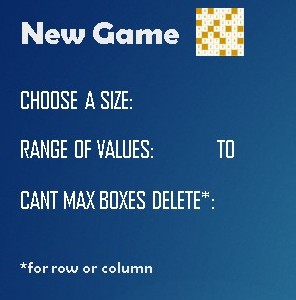 New Game
CHOOSE A SIZE:
RANGE OF VALUES: TO
CANT MAX BOXES DELETE*:
*for row or column